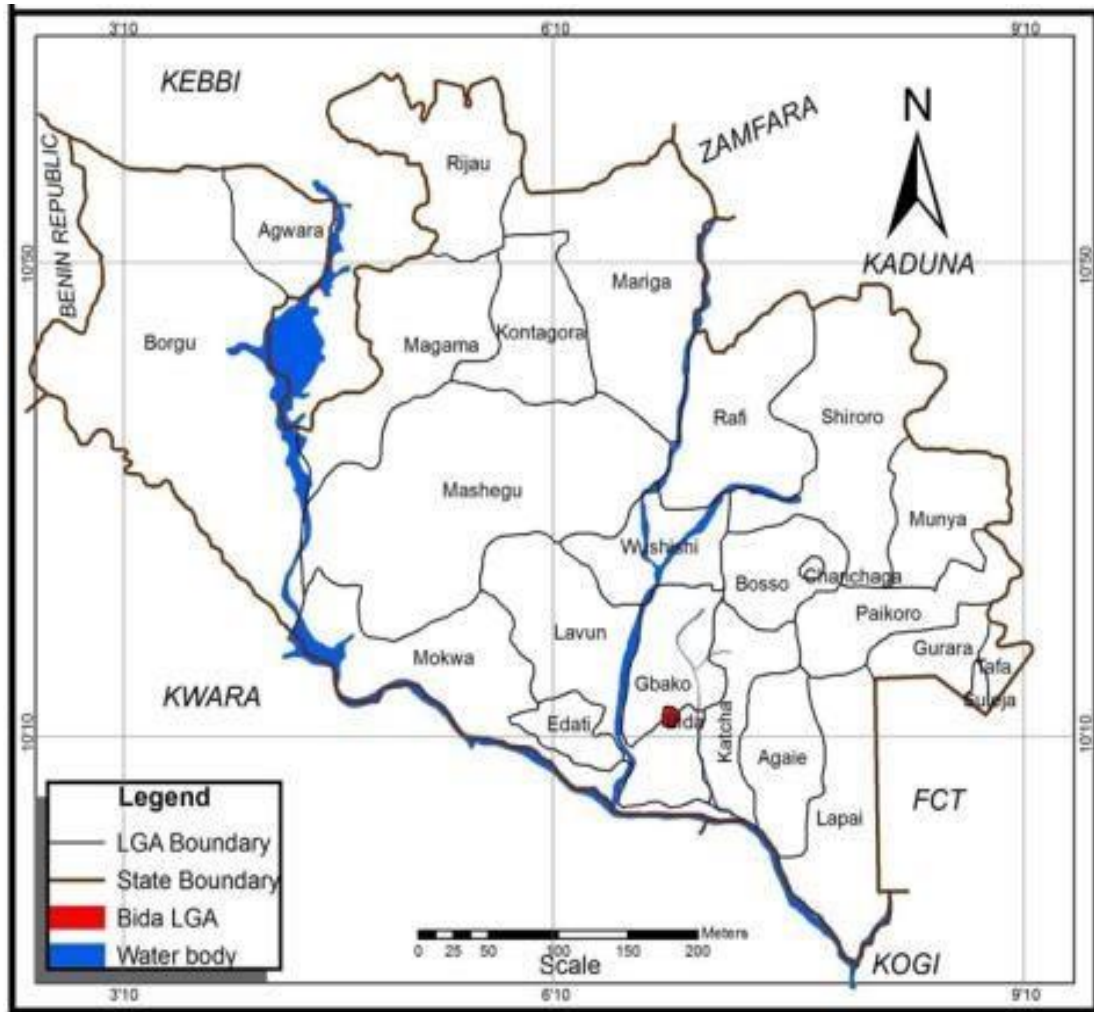 3'10 6'10 9'10
KEBBI
ZAMFARA
N
BENIN REPUBLIC
Rijau
Agwara
10'50
KADUNA
10'50
Mariga
Borgu
Magama
Kontagora
Rafi
Shiroro
Mashegu
Munya
Wushishi
Bosso
Chanchaga
Paikoro
Lavun
Mokwa
Gurara
Tafa
Suleja
KWARA
Gbako
Bida
Katcha
Edati
10'10
10'10
Agaie
Lapai
FCT
Legend
LGA Boundary
State Boundary
Bida LGA
Water body
Meters
0 25 50 100 150 200
Scale
KOGI
3'10 6'10 9'10